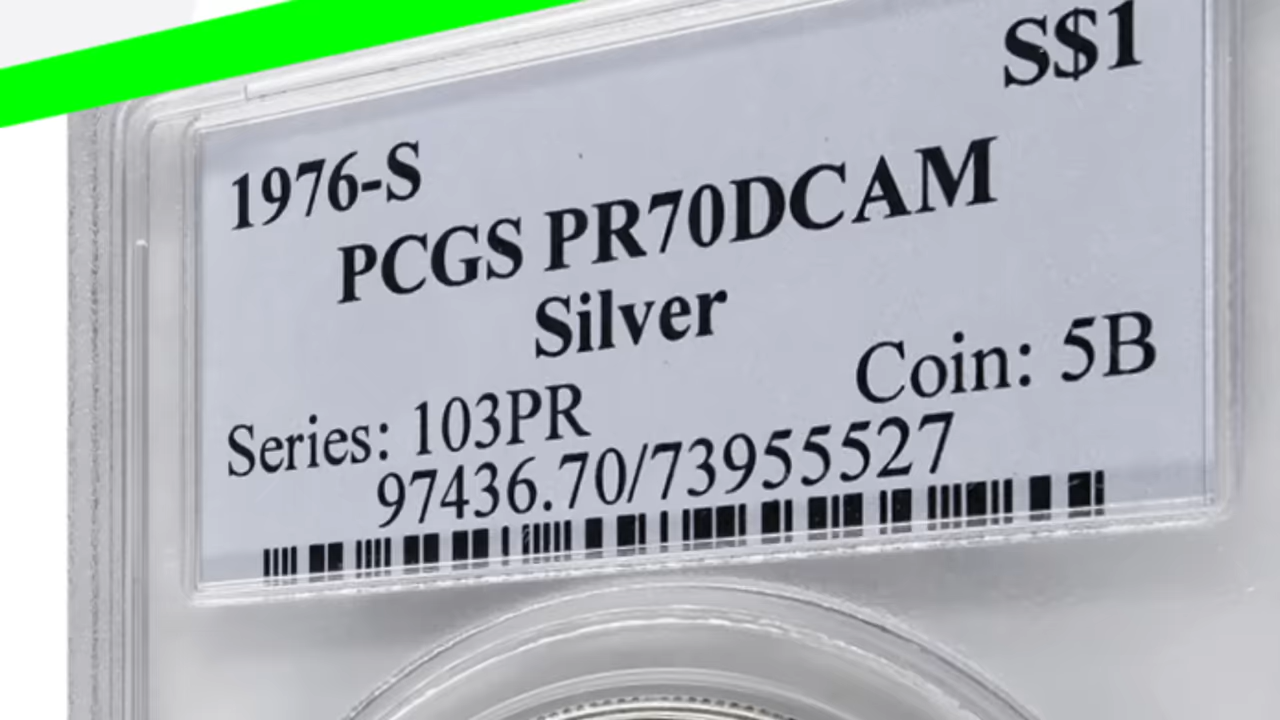 S$1
1976-S
PCGS PR70DCAM
Silver
Series: 103PR Coin: 5B
97436.70/73955527